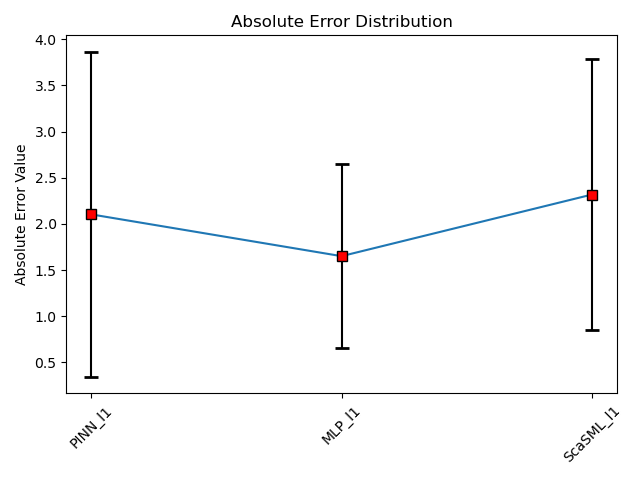 Absolute Error Distribution
4.0
3.5
3.0
2.5
2.0
1.5
1.0
0.5
Absolute Error Value
PINN_l1
MLP_l1
ScaSML_l1